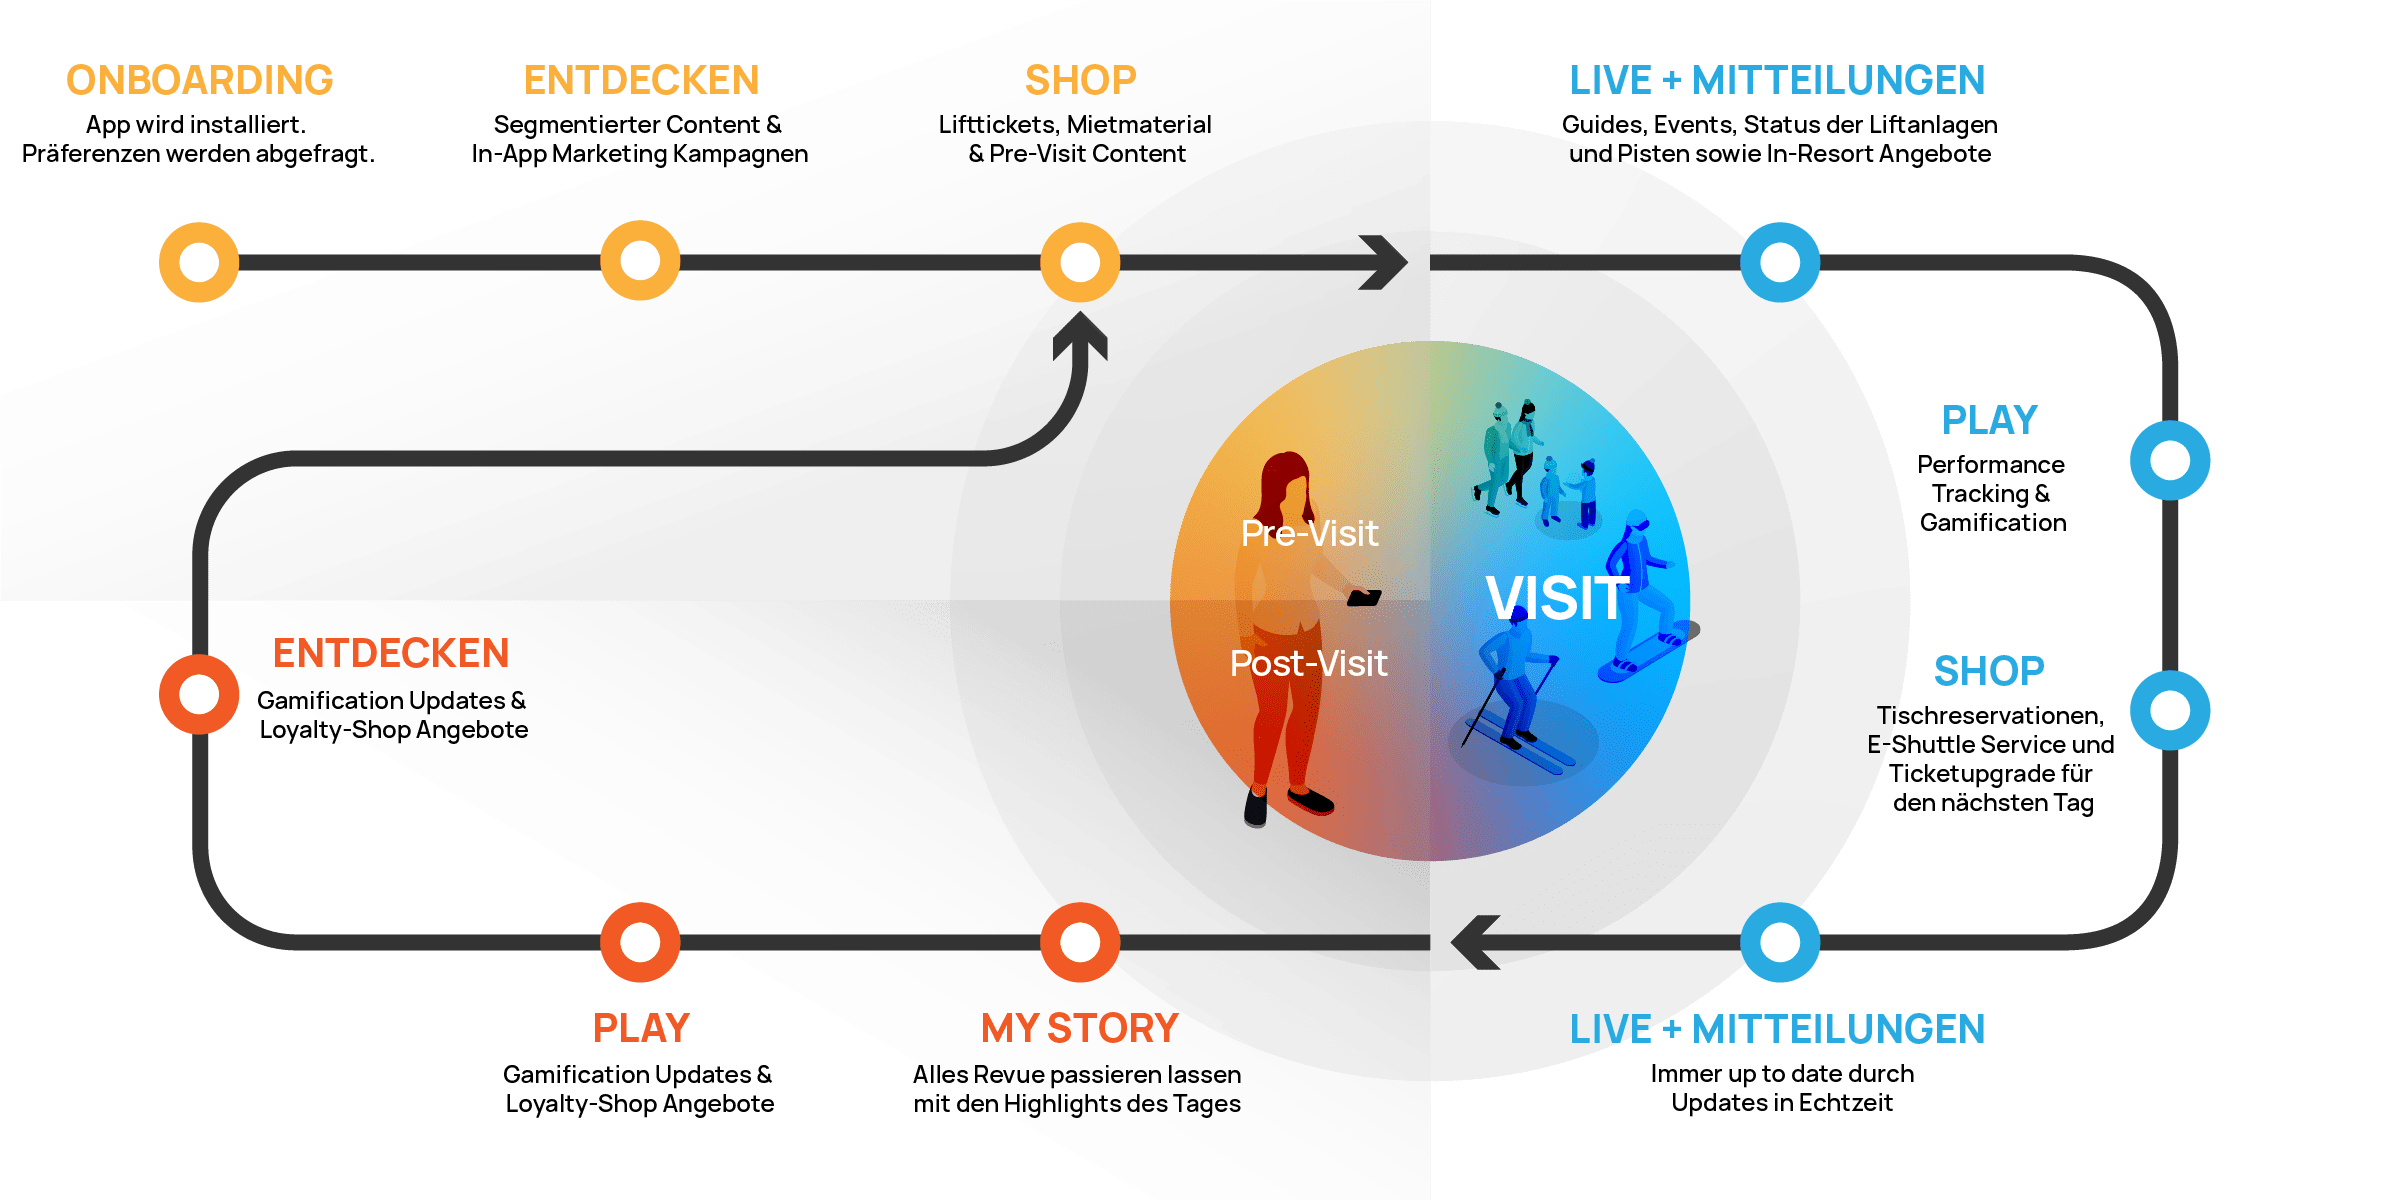 ONBOARDING
App wird installiert.
Präferenzen werden abgefragt.
ENTDECKEN
Segmentierter Content &
In-App Marketing Kampagnen
SHOP
Lifttickets, Mietmaterial
& Pre-Visit Content
LIVE + MITTEILUNGEN
Guides, Events, Status der Liftanlagen
und Pisten sowie In-Resort Angebote
PLAY
Performance
Tracking &
Gamification
SHOP
Tischreservationen,
E-Shuttle Service und
Ticketupgrade für
den nächsten Tag
Pre-Visit
VISIT
Post-Visit
ENTDECKEN
Gamification Updates &
Loyalty-Shop Angebote
PLAY
Gamification Updates &
Loyalty-Shop Angebote
MY STORY
Alles Revue passieren lassen
mit den Highlights des Tages
LIVE + MITTEILUNGEN
Immer up to date durch
Updates in Echtzeit